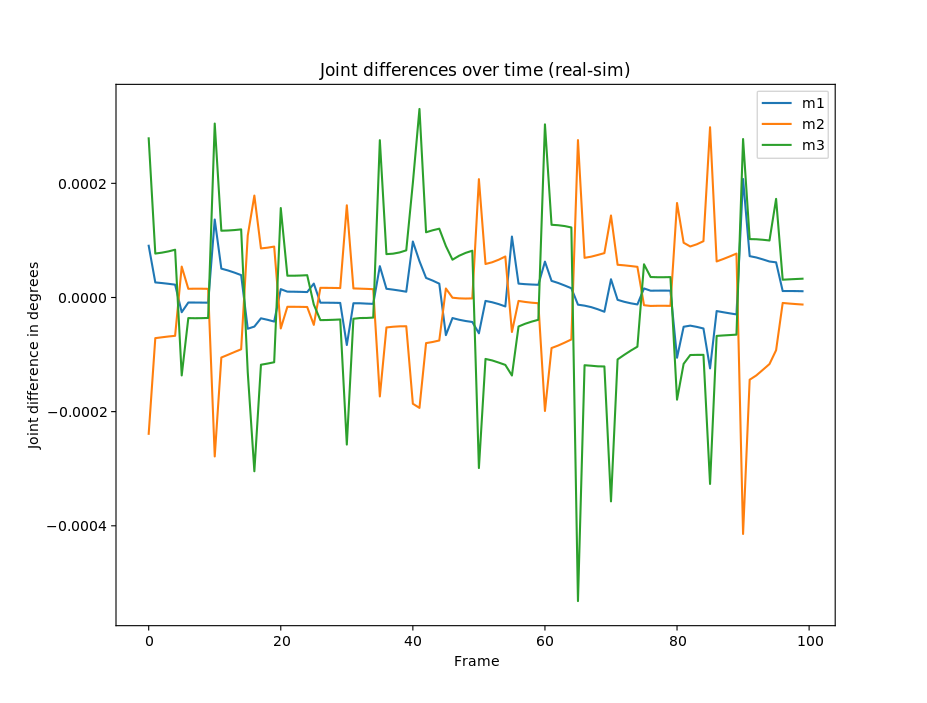 Joint differences over time (real-sim)
m1
m2
m3
0.0002
0.0000
−0.0002
−0.0004
Joint difference in degrees
0 20 40 60 80 100
Frame